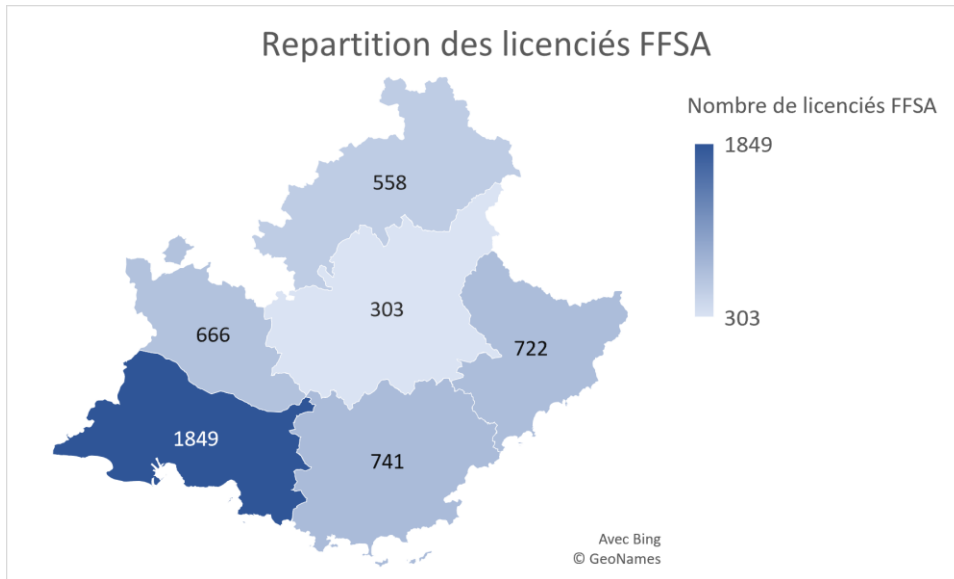 Repartition des licenciés FFSA
Nombre de licenciés FFSA
1849
303
558
303
666
722
1849
741
Avec Bing
© GeoNames